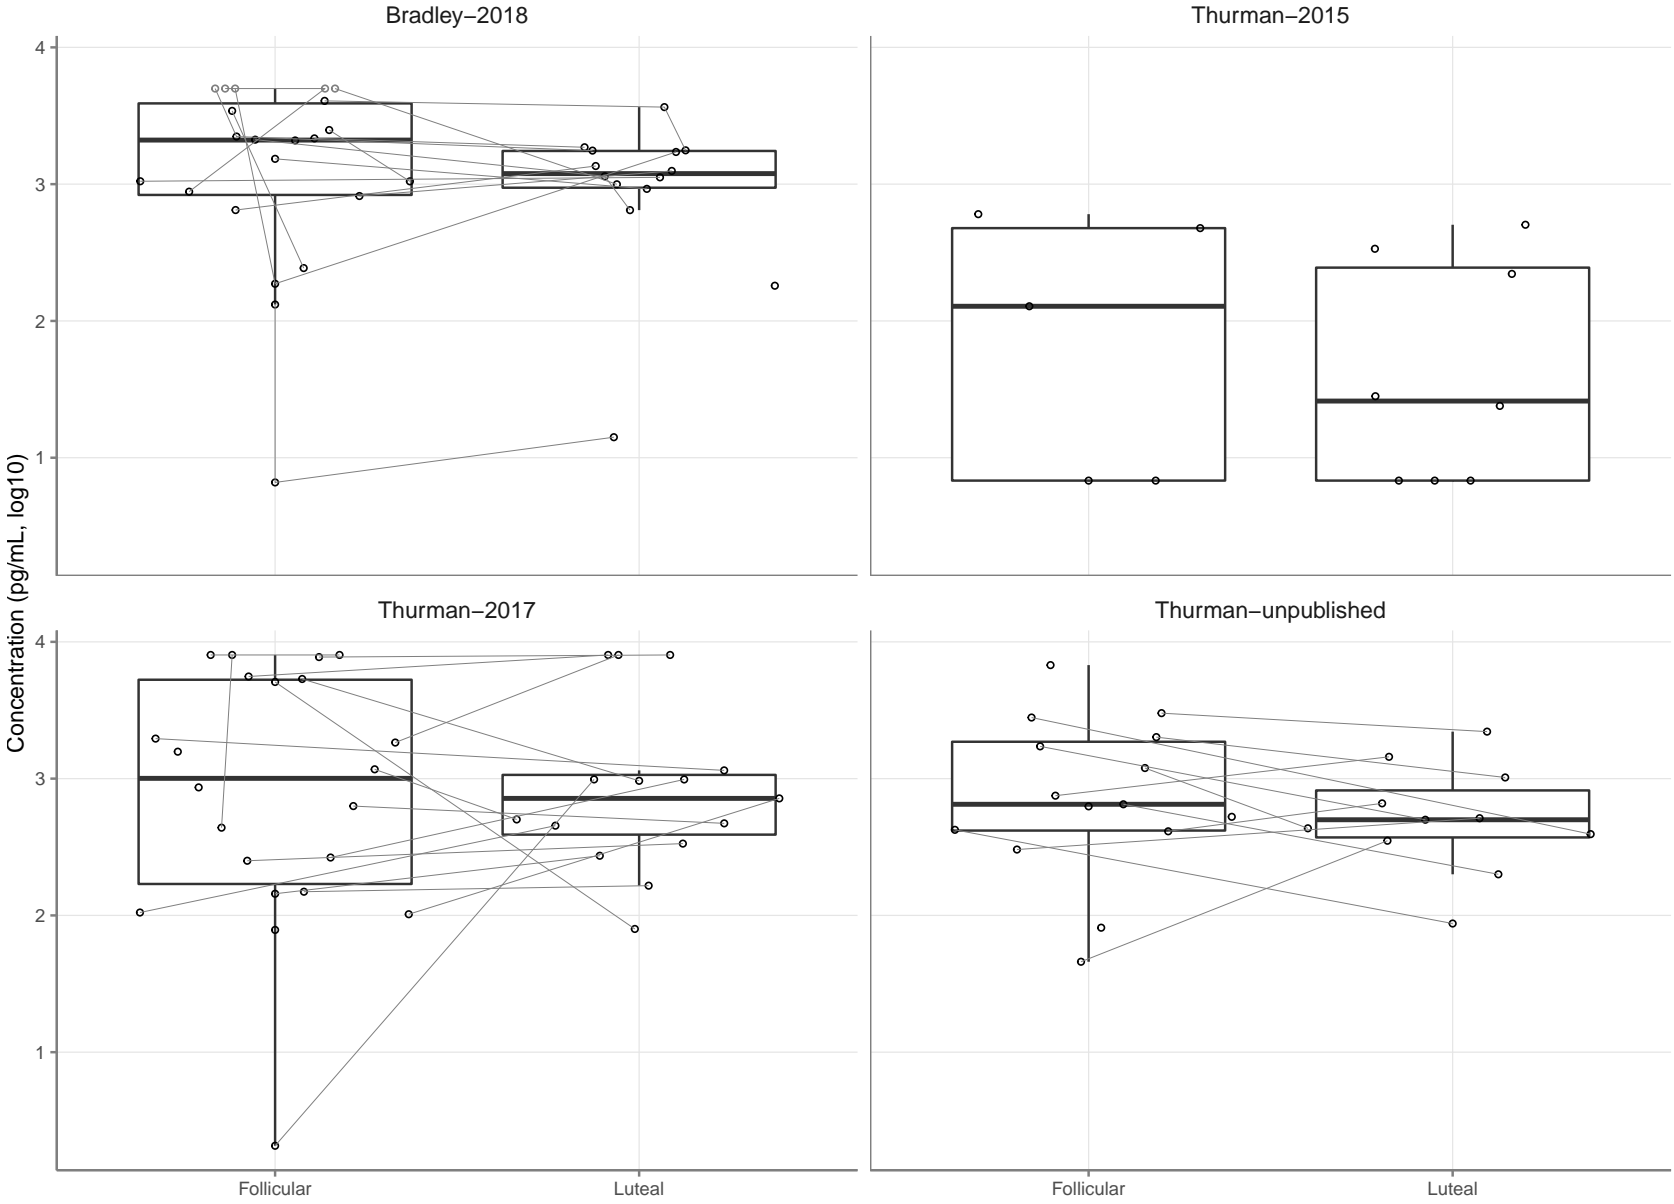 Bradley−2018
Thurman−2015
4
3
2
1
Concentration (pg/mL, log10)
Thurman−2017
Thurman−unpublished
4
3
2
1
Follicular
Luteal
Follicular
Luteal